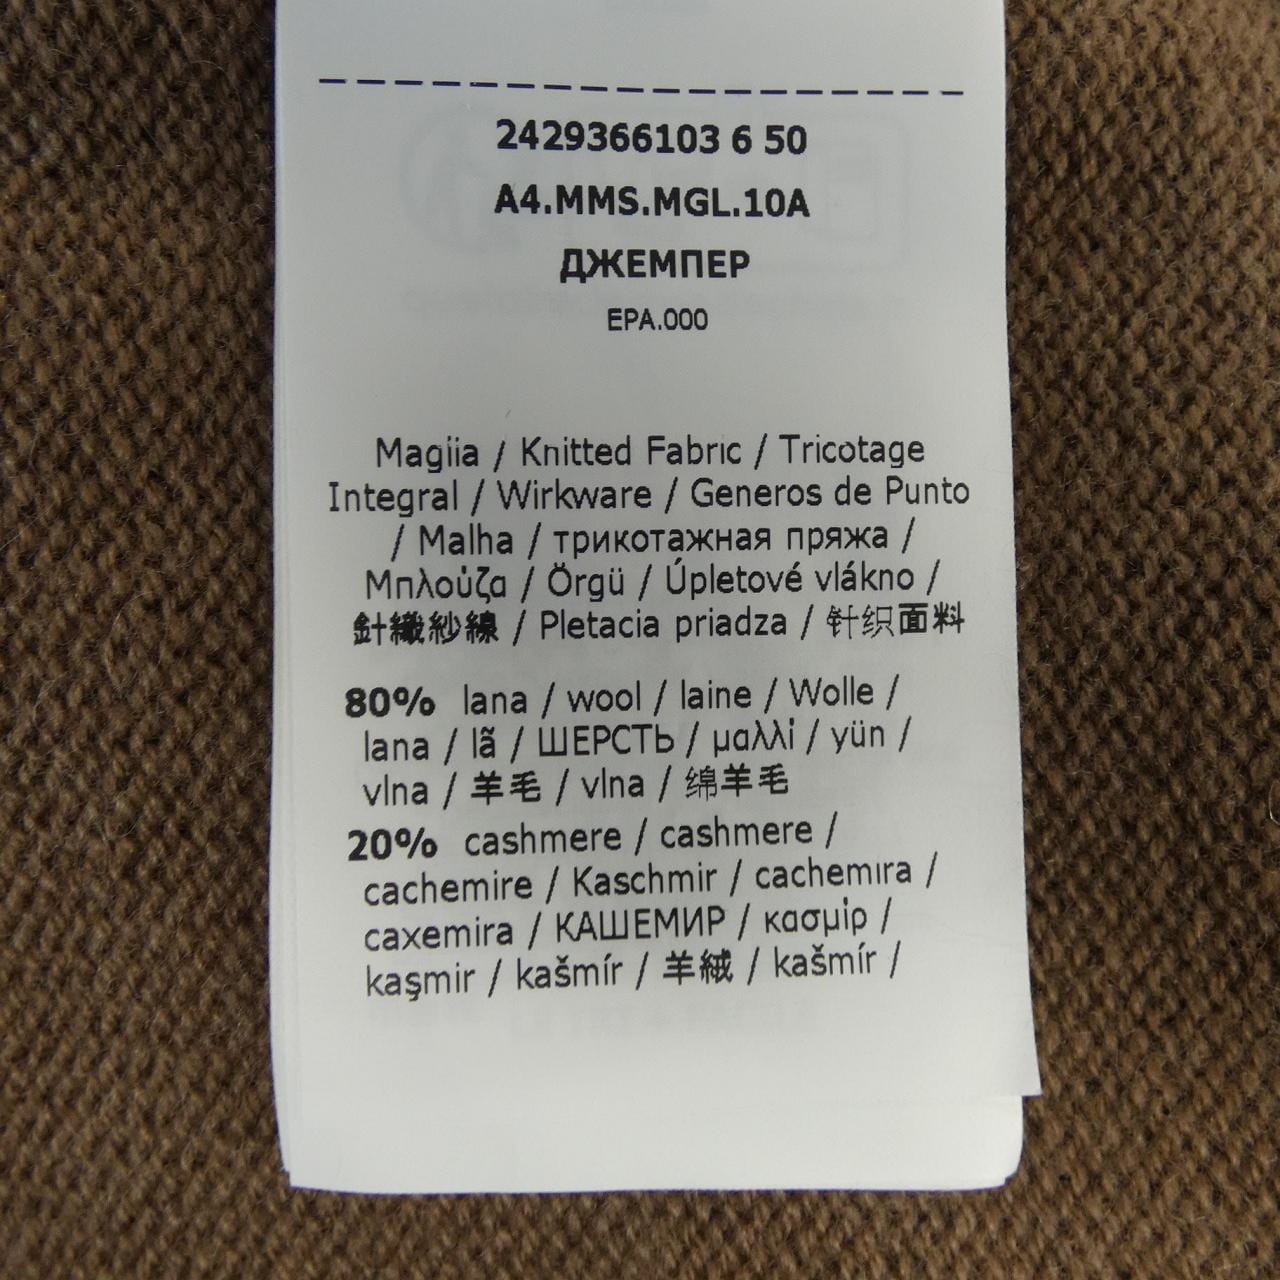 2429366103 6 50
A4.MMS.MGL.10A
ДЖЕМПЕР
EPA.000
Magiia / Knitted Fabric / Tricotage
Integral / Wirkware / Generos de Punto
/ Malha / трикотажная пряжа /
Μπλούζα / Örgü / Úpletové vlákno /
針織紗線 / Pletacia priadza / 针织面料
80% lana / wool / laine / Wolle /
lana / lã / ШЕРСТЬ / μαλλί / yün /
vlna / 羊毛 / vlna / 绵羊毛
20% cashmere / cashmere /
cachemire / Kaschmir / cachemira /
caxemira / КАШЕМИР / κασμίρ /
kaşmir / kašmír / 羊絨 / kašmír /